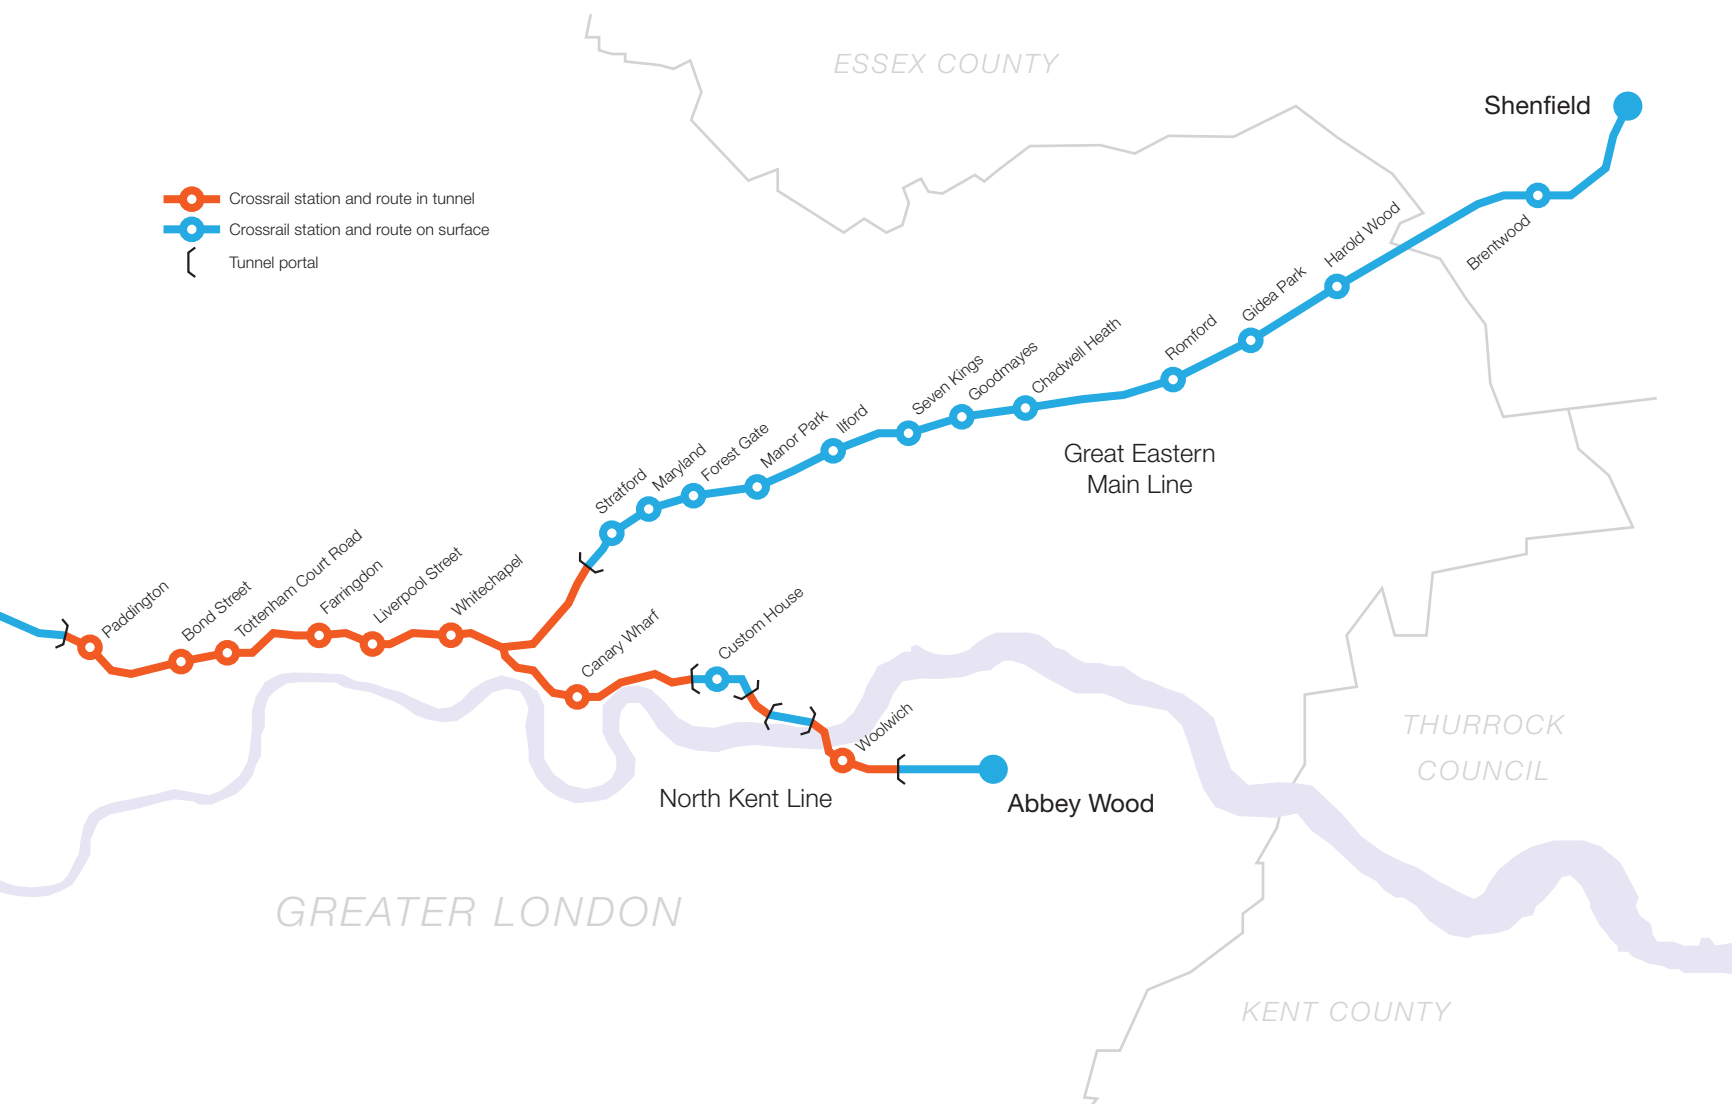 ESSEX COUNTY
Shenfield
Crossrail station and route in tunnel
Crossrail station and route on surface
Tunnel portal
Harold Wood
Brentwood
Gidea Park
Romford
Chadwell Heath
Goodmayes
Seven Kings
Ilford
Manor Park
Forest Gate
Maryland
Stratford
Great Eastern
Main Line
Paddington
Bond Street
Tottenham Court Road
Farringdon
Liverpool Street
Whitechapel
Canary Wharf
Custom House
Woolwich
North Kent Line
Abbey Wood
THURROCK
COUNCIL
GREATER LONDON
KENT COUNTY